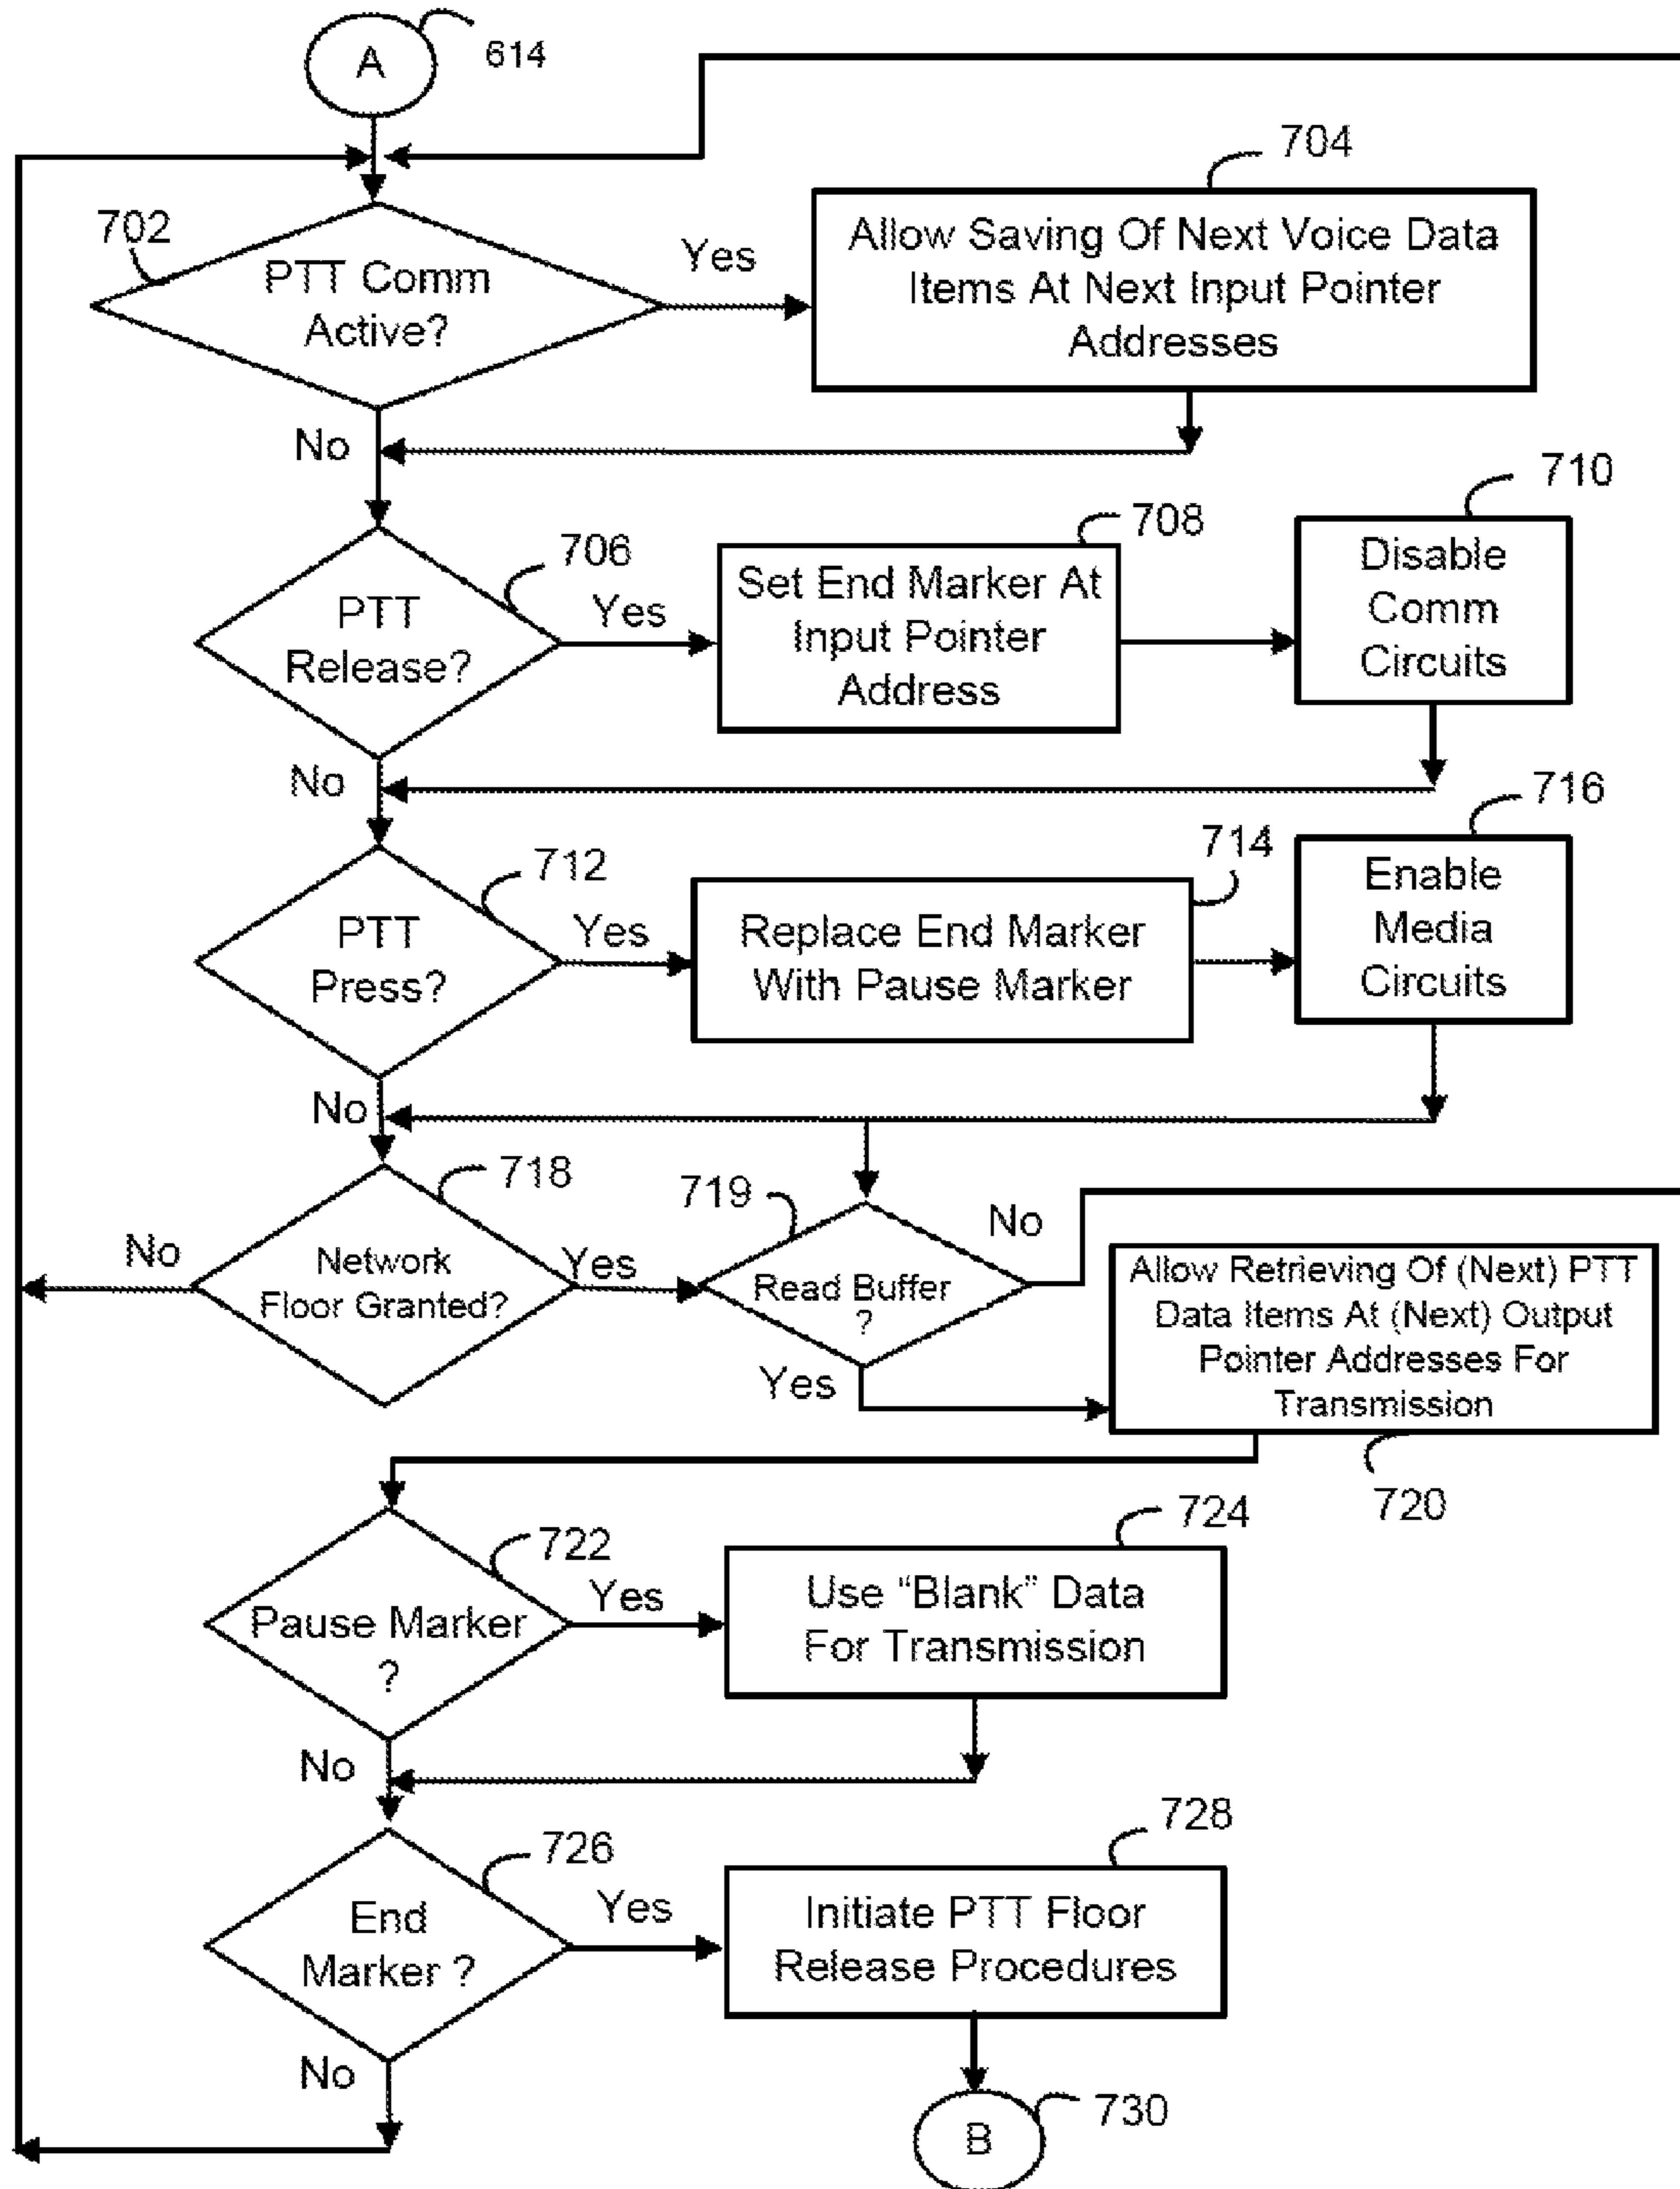 A
614
702
PTT Comm
Active?
Yes
704
Allow Saving Of Next Voice Data
Items At Next Input Pointer
Addresses
No
706
PTT
Release?
Yes
708
Set End Marker At
Input Pointer
Address
710
Disable
Comm
Circuits
No
712
PTT
Press?
Yes
714
Replace End Marker
With Pause Marker
716
Enable
Media
Circuits
No
718
Network
Floor Granted?
No
Yes
719
Read Buffer
?
No
Yes
Allow Retrieving Of (Next) PTT
Data Items At (Next) Output
Pointer Addresses For
Transmission
720
722
Pause Marker
?
Yes
724
Use “Blank” Data
For Transmission
No
726
End
Marker ?
Yes
728
Initiate PTT Floor
Release Procedures
No
B
730